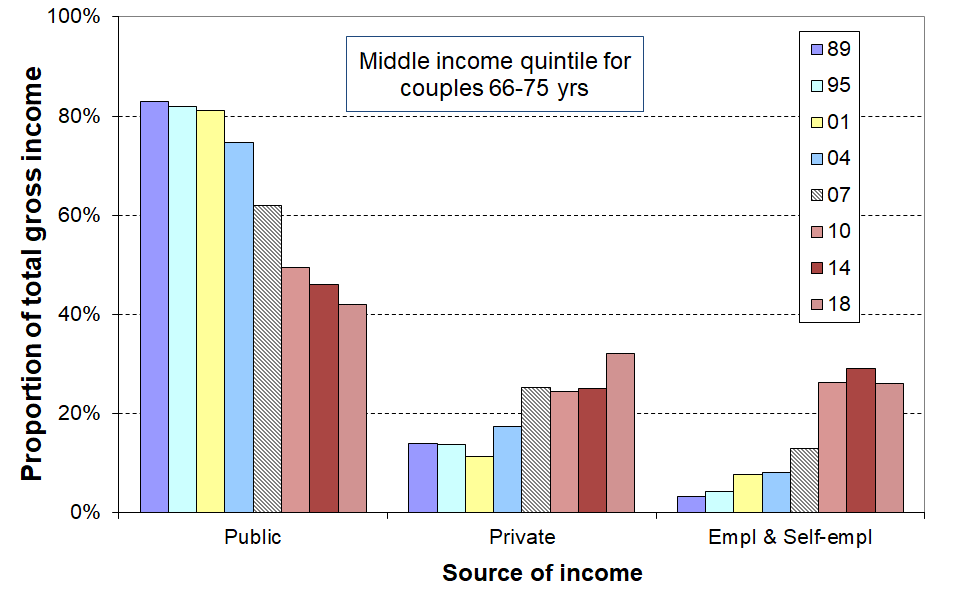 100%
80%
60%
40%
20%
0%
Proportion of total gross income
Middle income quintile for
couples 66-75 yrs
89
95
01
04
07
10
14
18
Public
Private
Empl & Self-empl
Source of income